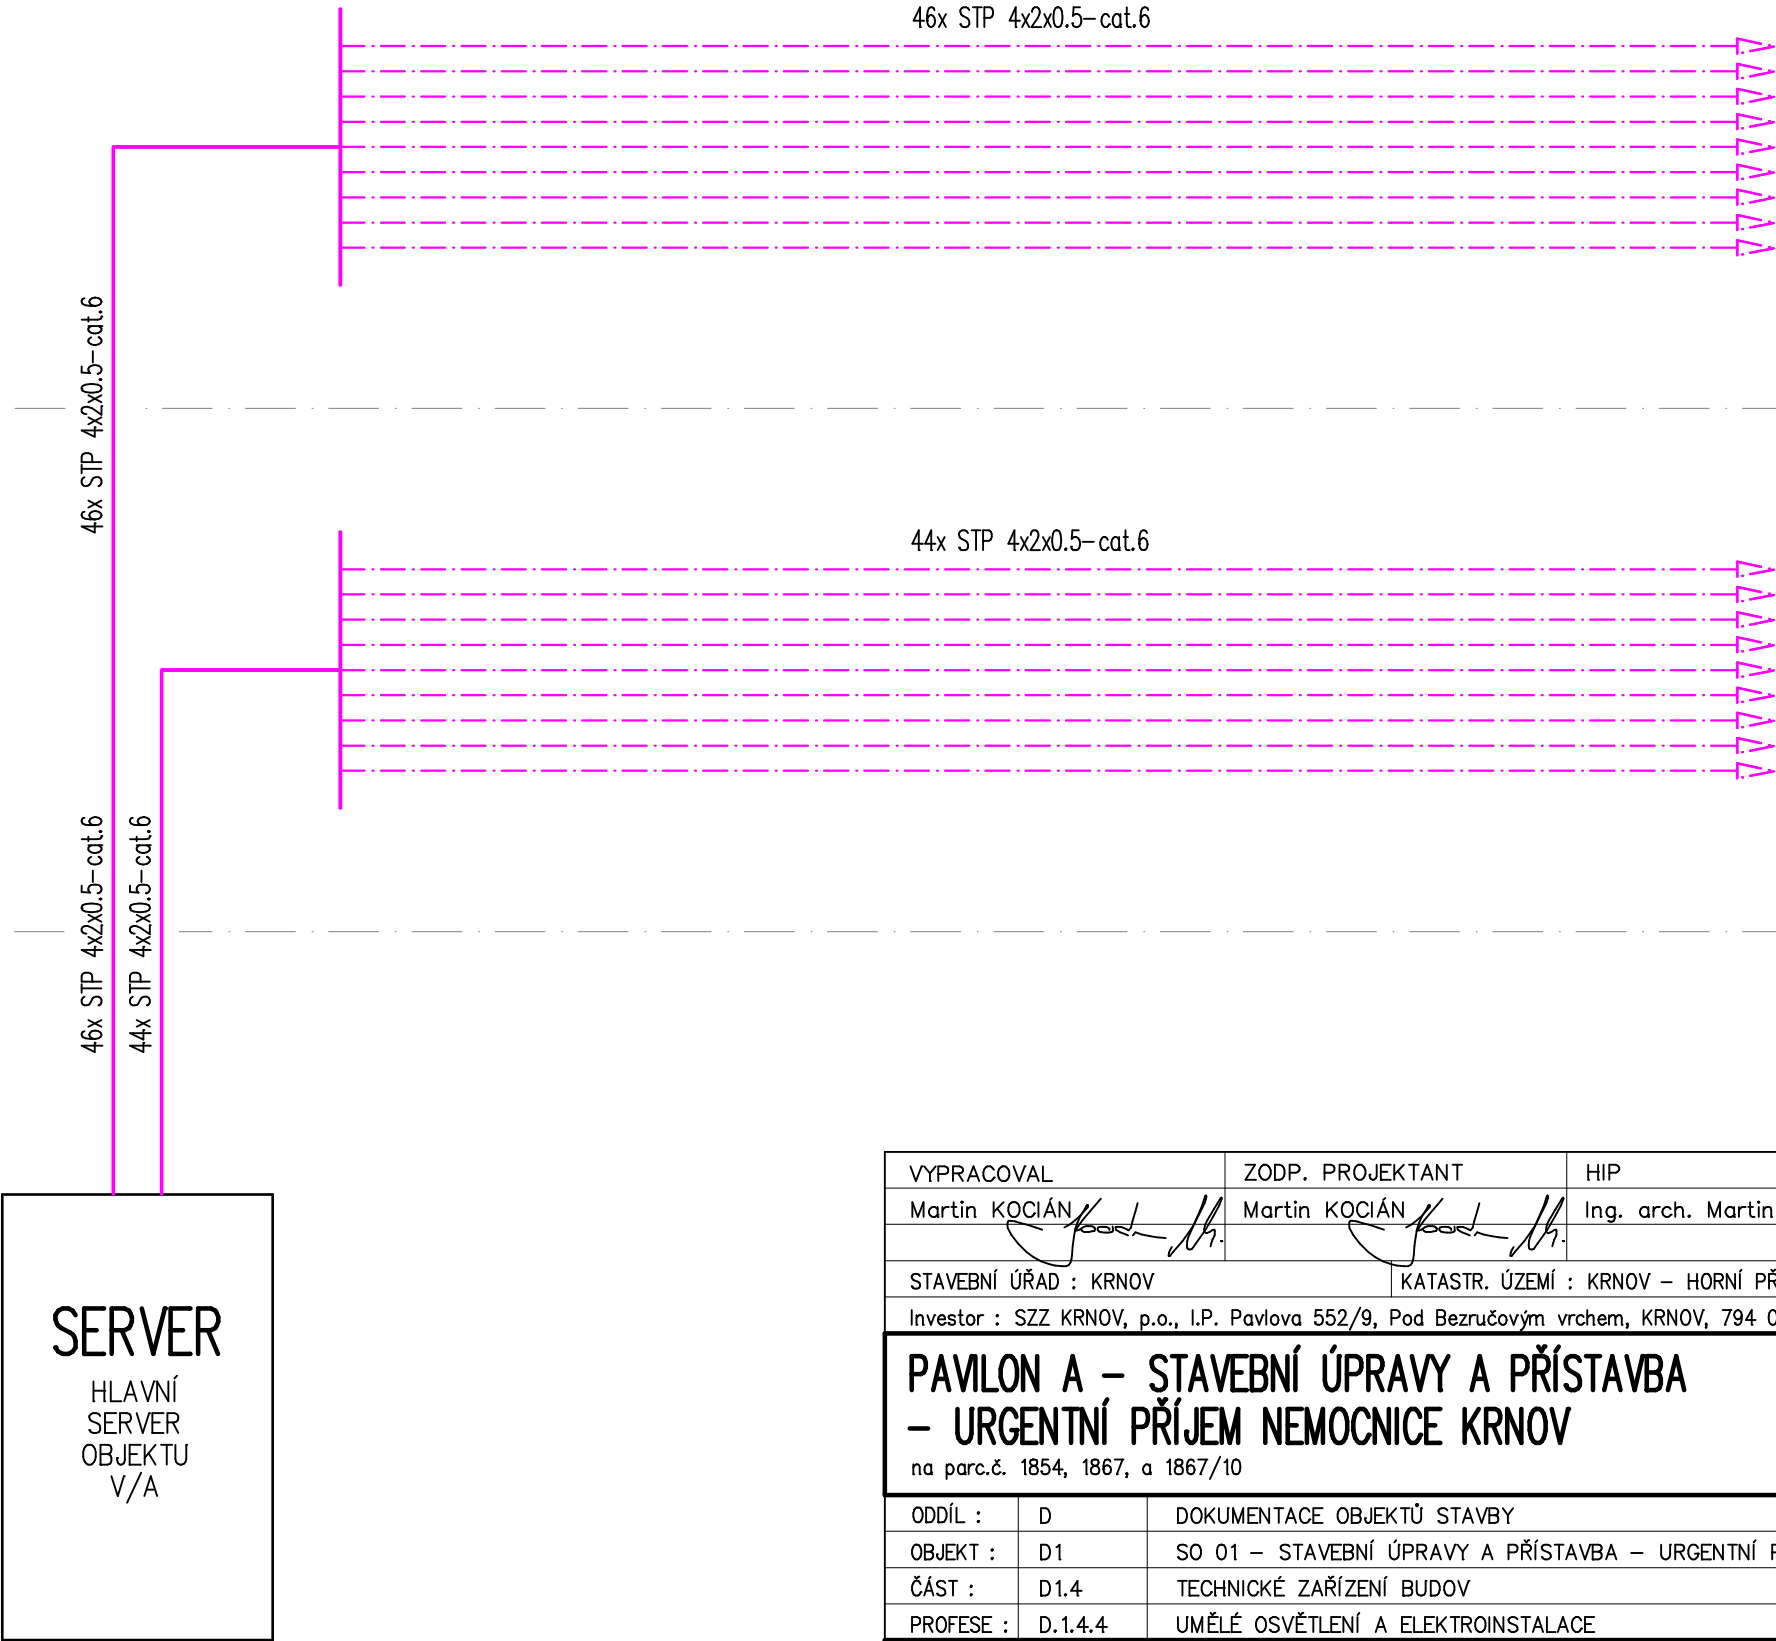 46x STP 4x2x0.5-cat.6
46x STP 4x2x0.5-cat.6
44x STP 4x2x0.5-cat.6
46x STP 4x2x0.5-cat.6
44x STP 4x2x0.5-cat.6
SERVER
HLAVNÍ
SERVER
OBJEKTU
V/A
VYPRACOVAL ZODP. PROJEKTANT HIP
Martin KOCIÁN Martin KOCIÁN Ing. arch. Martin
STAVEBNÍ ÚŘAD : KRNOV KATASTR. ÚZEMÍ : KRNOV – HORNÍ PŘ
Investor : SZZ KRNOV, p.o., I.P. Pavlova 552/9, Pod Bezručovým vrchem, KRNOV, 794 0
PAVILON A – STAVEBNÍ ÚPRAVY A PŘÍSTAVBA
– URGENTNÍ PŘÍJEM NEMOCNICE KRNOV
na parc.č. 1854, 1867, a 1867/10
ODDÍL : D DOKUMENTACE OBJEKTŮ STAVBY
OBJEKT : D1 SO 01 – STAVEBNÍ ÚPRAVY A PŘÍSTAVBA – URGENTNÍ
ČÁST : D1.4 TECHNICKÉ ZAŘÍZENÍ BUDOV
PROFESE : D.1.4.4 UMĚLÉ OSVĚTLENÍ A ELEKTROINSTALACE